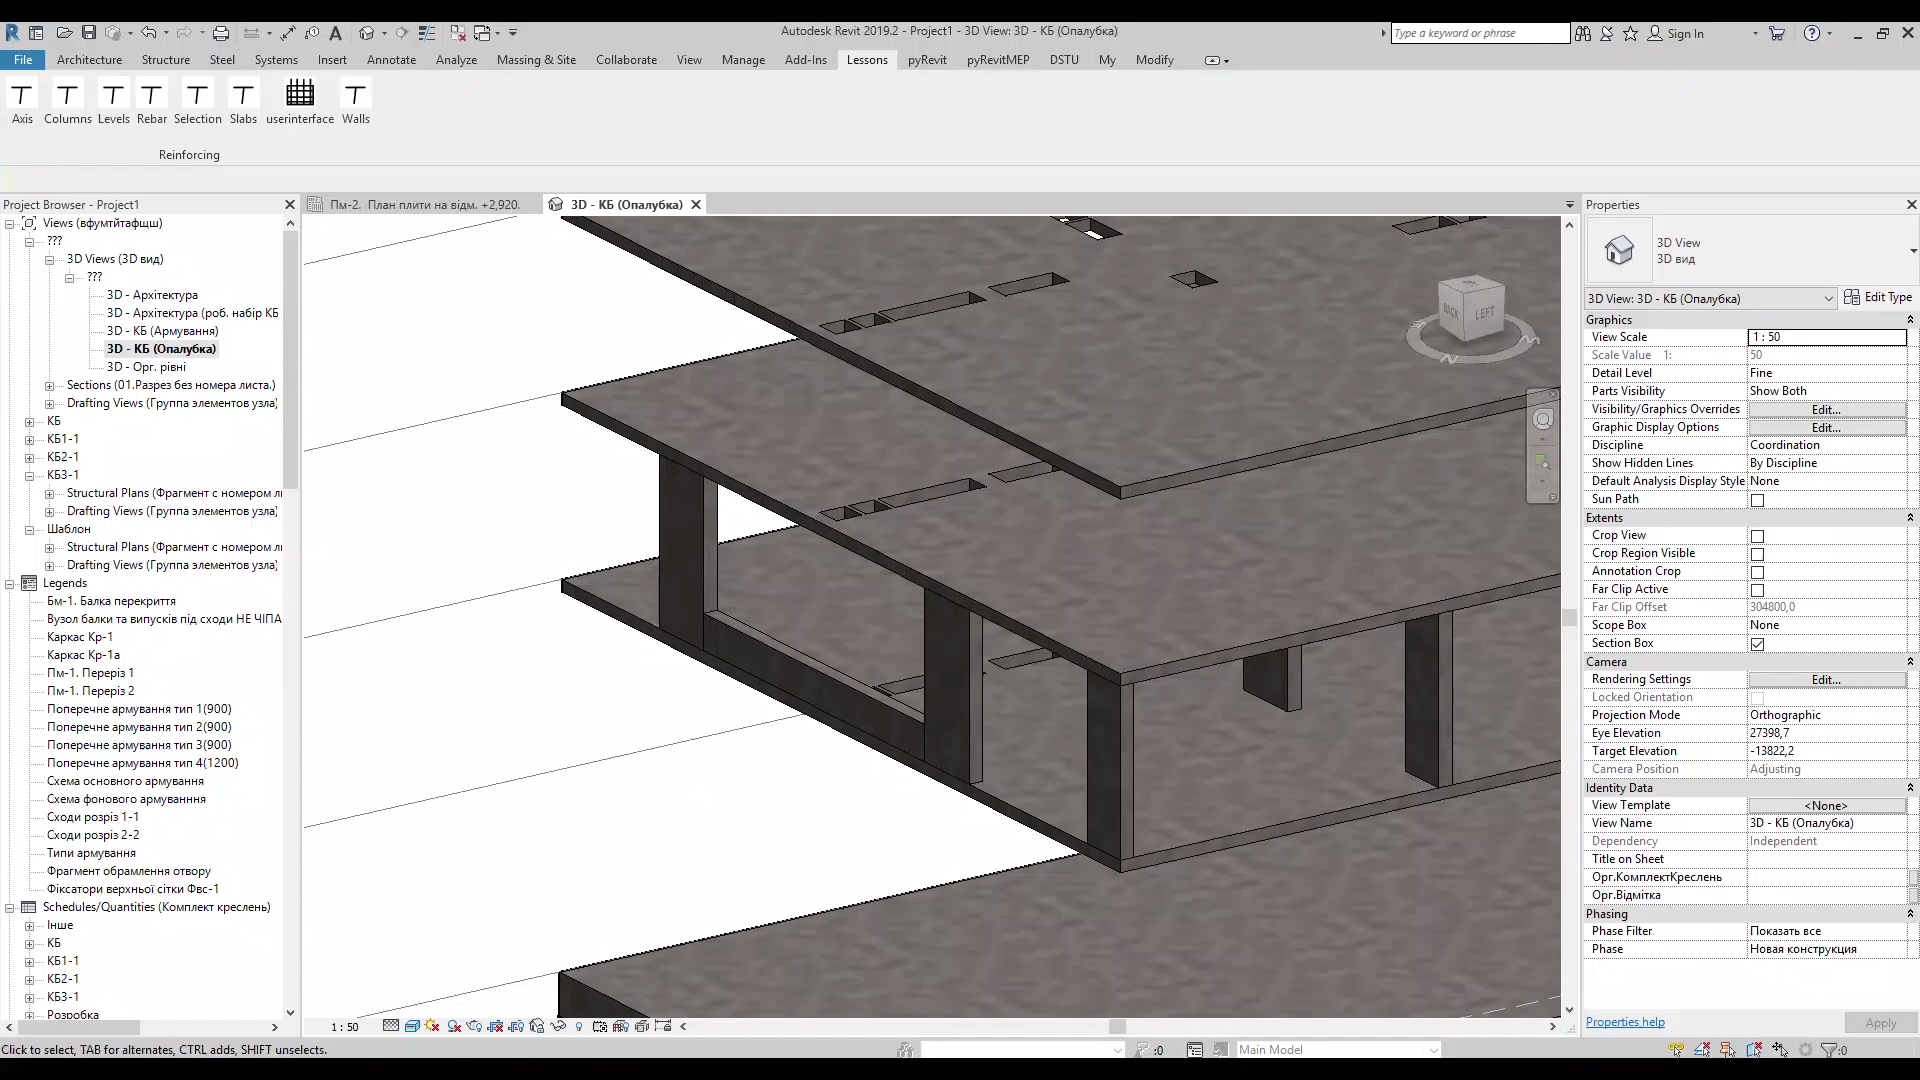 Autodesk Revit 2019.2 - Project1 - 3D View: 3D - КБ (Опалубка)
Type a keyword or phrase
Sign In
File Architecture Structure Steel Systems Insert Annotate Analyze Massing & Site Collaborate View Manage Add-Ins Lessons pyRevit pyRevitMEP DSTU My Modify
Axis Columns Levels Rebar Selection Slabs userinterface Walls
Reinforcing
Project Browser - Project1
Views (вфумтйтафщш)
???
3D Views (3D вид)
???
3D - Архітектура
3D - Архітектура (роб. набір КБ
3D - КБ (Армування)
3D - КБ (Опалубка)
3D - Орг. рівні
Sections (01.Разрез без номера листа.)
Drafting Views (Группа элементов узла)
КБ
КБ1-1
КБ2-1
КБ3-1
Structural Plans (Фрагмент с номером ли
Drafting Views (Группа элементов узла)
Шаблон
Structural Plans (Фрагмент с номером ли
Drafting Views (Группа элементов узла)
Legends
Бм-1. Балка перекриття
Вузол балки та випусків під сходи НЕ ЧІПА
Каркас Кр-1
Каркас Кр-1а
Пм-1. Переріз 1
Пм-1. Переріз 2
Поперечне армування тип 1(900)
Поперечне армування тип 2(900)
Поперечне армування тип 3(900)
Поперечне армування тип 4(1200)
Схема основного армування
Схема фонового армуванння
Сходи розріз 1-1
Сходи розріз 2-2
Типи армування
Фрагмент обрамлення отвору
Фіксатори верхньої сітки Фвс-1
Schedules/Quantities (Комплект креслень)
Інше
КБ
КБ1-1
КБ2-1
КБ3-1
Розробка
Пм-2. План плити на відм. +2,920.
3D - КБ (Опалубка)
BACK LEFT
1 : 50
Properties
3D View
3D вид
3D View: 3D - КБ (Опалубка)
Edit Type
Graphics
View Scale 1 : 50
Scale Value 1: 50
Detail Level Fine
Parts Visibility Show Both
Visibility/Graphics Overrides Edit...
Graphic Display Options Edit...
Discipline Coordination
Show Hidden Lines By Discipline
Default Analysis Display Style None
Sun Path
Extents
Crop View
Crop Region Visible
Annotation Crop
Far Clip Active
Far Clip Offset 304800,0
Scope Box None
Section Box
Camera
Rendering Settings Edit...
Locked Orientation
Projection Mode Orthographic
Eye Elevation 27398,7
Target Elevation -13822,2
Camera Position Adjusting
Identity Data
View Template <None>
View Name 3D - КБ (Опалубка)
Dependency Independent
Title on Sheet
Орг.КомплектКреслень
Орг.Відмітка
Phasing
Phase Filter Показать все
Phase Новая конструкция
Properties help
Apply
Click to select, TAB for alternates, CTRL adds, SHIFT unselects.
:0
Main Model
:0